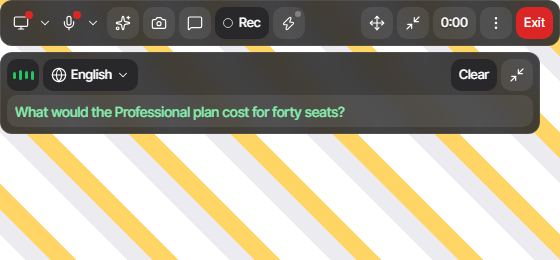 Rec
0:00
Exit
English
Clear
What would the Professional plan cost for forty seats?